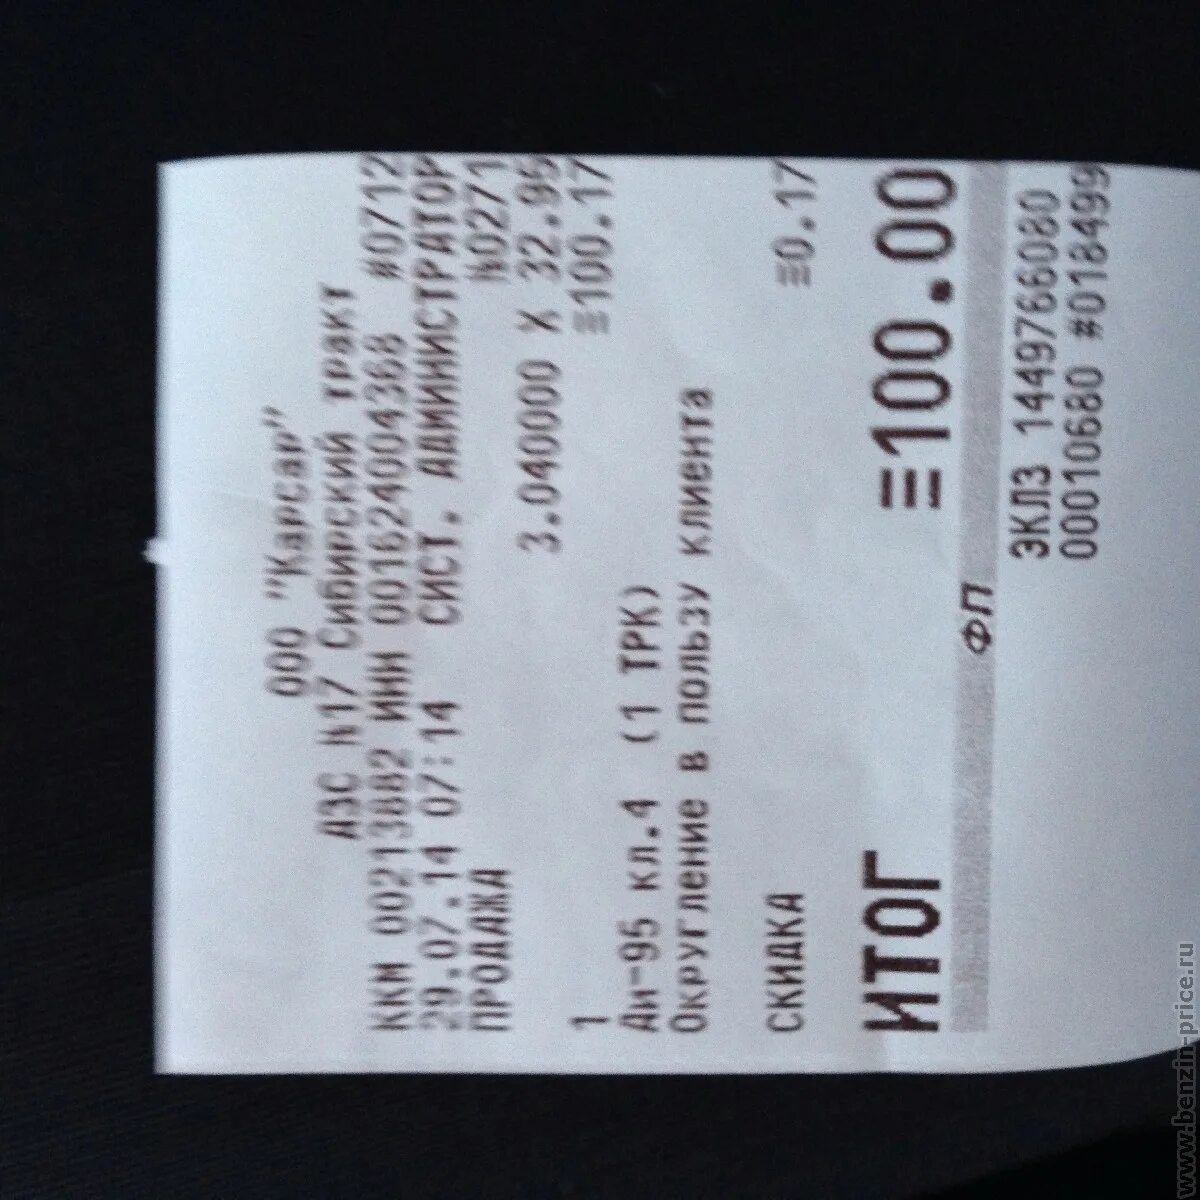 ООО "Карсар"
АЗС №17 Сибирский тракт
ККМ 00213882 ИНН 001624004368 #0712
29.07.14 07:14 СИСТ. АДМИНИСТРАТОР
ПРОДАЖА №0271
3.040000 X 32.95
1 ≡100.17
Аи-95 кл.4 (1 ТРК)
Округление в пользу клиента
СКИДКА ≡0.17
ИТОГ ≡100.00
ФП
ЭКЛЗ 1449766080
00010680 #018499
www.benzin-price.ru